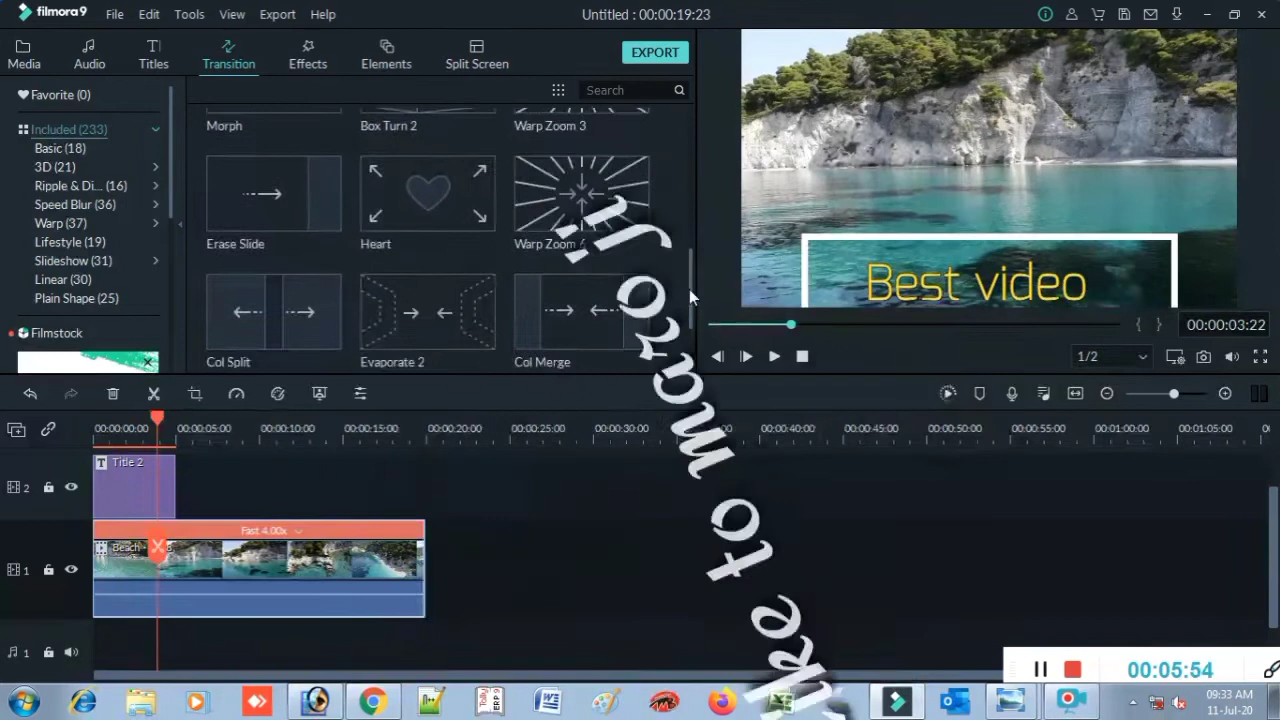 filmora9
File Edit Tools View Export Help
Untitled : 00:00:19:23
Media Audio Titles Transition Effects Elements Split Screen
EXPORT
Favorite (0)
Search
Included (233)
Basic (18)
3D (21)
Ripple & Di... (16)
Speed Blur (36)
Warp (37)
Lifestyle (19)
Slideshow (31)
Linear (30)
Plain Shape (25)
Filmstock
Morph Box Turn 2 Warp Zoom 3
Erase Slide Heart Warp Zoom
Col Split Evaporate 2 Col Merge
Best video
00:00:03:22
1/2
00:00:00:00 00:00:05:00 00:00:10:00 00:00:15:00 00:00:20:00 00:00:25:00 00:00:30:00 00:00:40:00 00:00:45:00 00:00:50:00 00:00:55:00 00:01:00:00 00:01:05:00
T Title 2
2
Fast 4.00x
Beach
1
1
to
00:05:54
09:33 AM
11-Jul-20